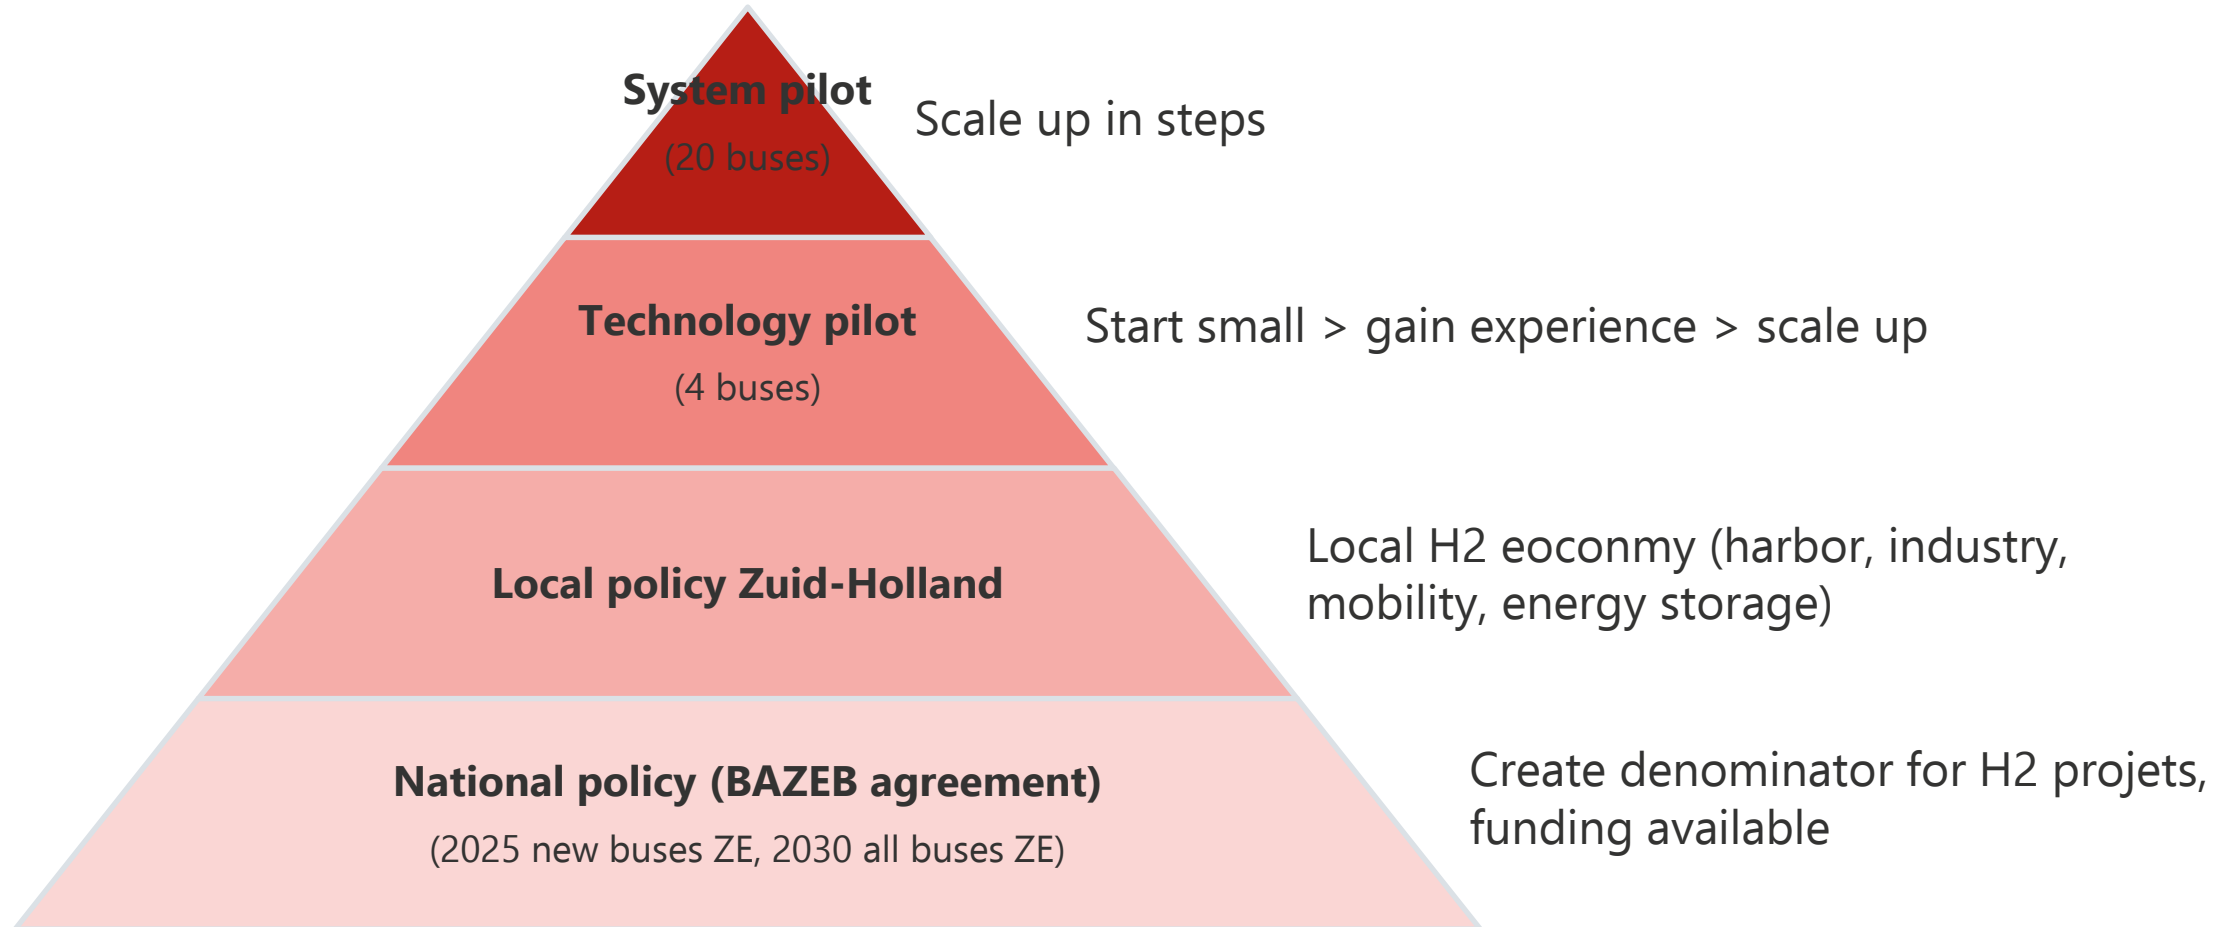 System pilot
(20 buses)
Scale up in steps
Technology pilot
(4 buses)
Start small > gain experience > scale up
Local policy Zuid-Holland
Local H2 eoconmy (harbor, industry,
mobility, energy storage)
National policy (BAZEB agreement)
(2025 new buses ZE, 2030 all buses ZE)
Create denominator for H2 projets,
funding available